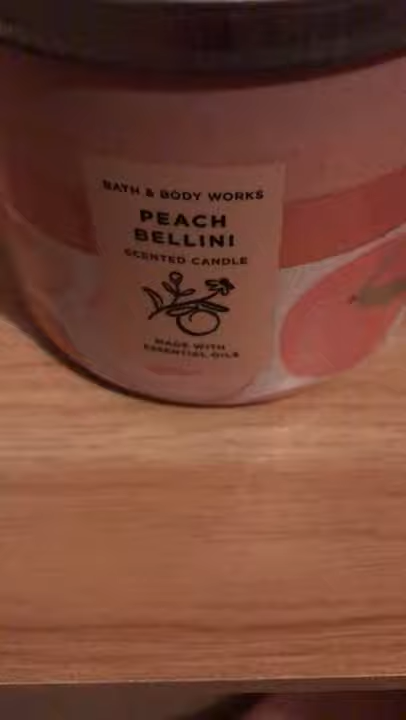 BATH & BODY WORKS
PEACH
BELLINI
SCENTED CANDLE
MADE WITH
ESSENTIAL OILS